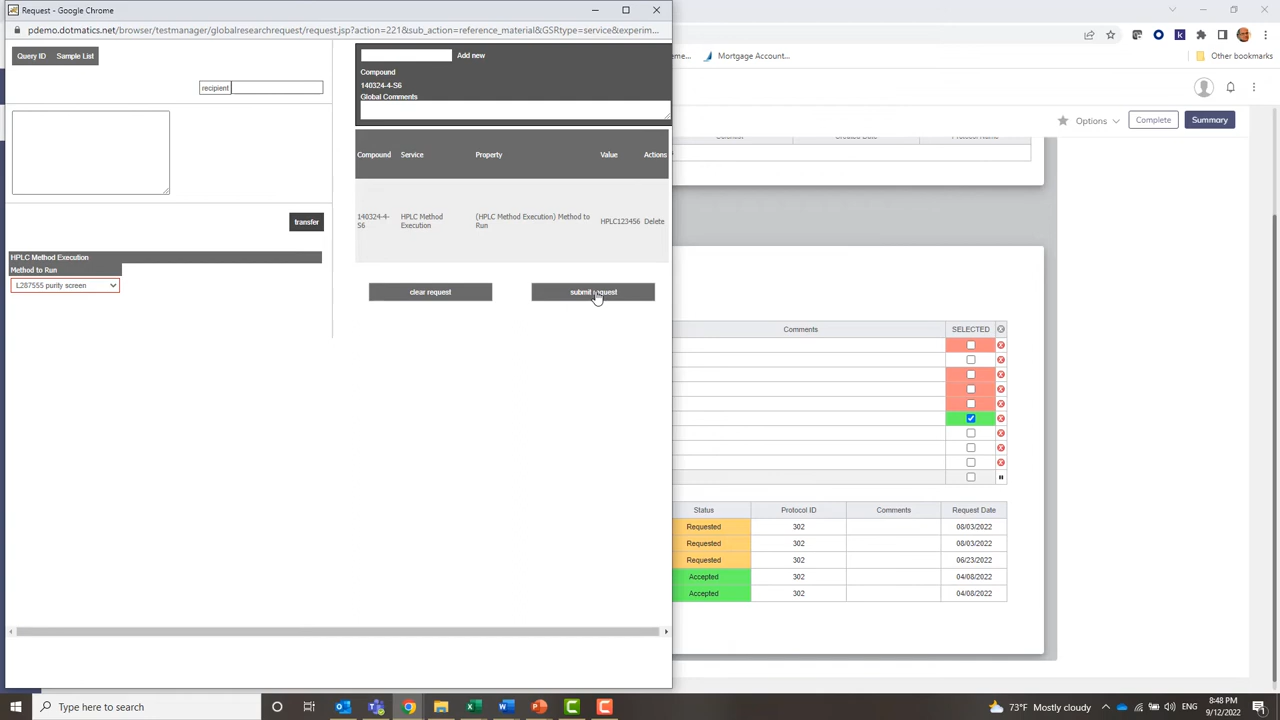 Request - Google Chrome
pdemo.dotmatics.net/browser/testmanager/globalresearchrequest/request.jsp?action=221&sub_action=reference_material&GSRtype=service&experim...
Mortgage Account...
Other bookmarks
Query ID Sample List
Add new
Compound
recipient
140324-4-S6
Global Comments
Options
Complete
Summary
Compound Service Property Value Actions
140324-4-S6
HPLC Method Execution
(HPLC Method Execution) Method to Run
HPLC123456
Delete
transfer
HPLC Method Execution
Method to Run
L287555 purity screen
clear request
submit request
Comments SELECTED
Status Protocol ID Comments Request Date
Requested 302 08/03/2022
Requested 302 08/03/2022
Requested 302 06/23/2022
Accepted 302 04/08/2022
Accepted 302 04/08/2022
Type here to search
73°F Mostly cloudy
ENG
8:48 PM
9/12/2022